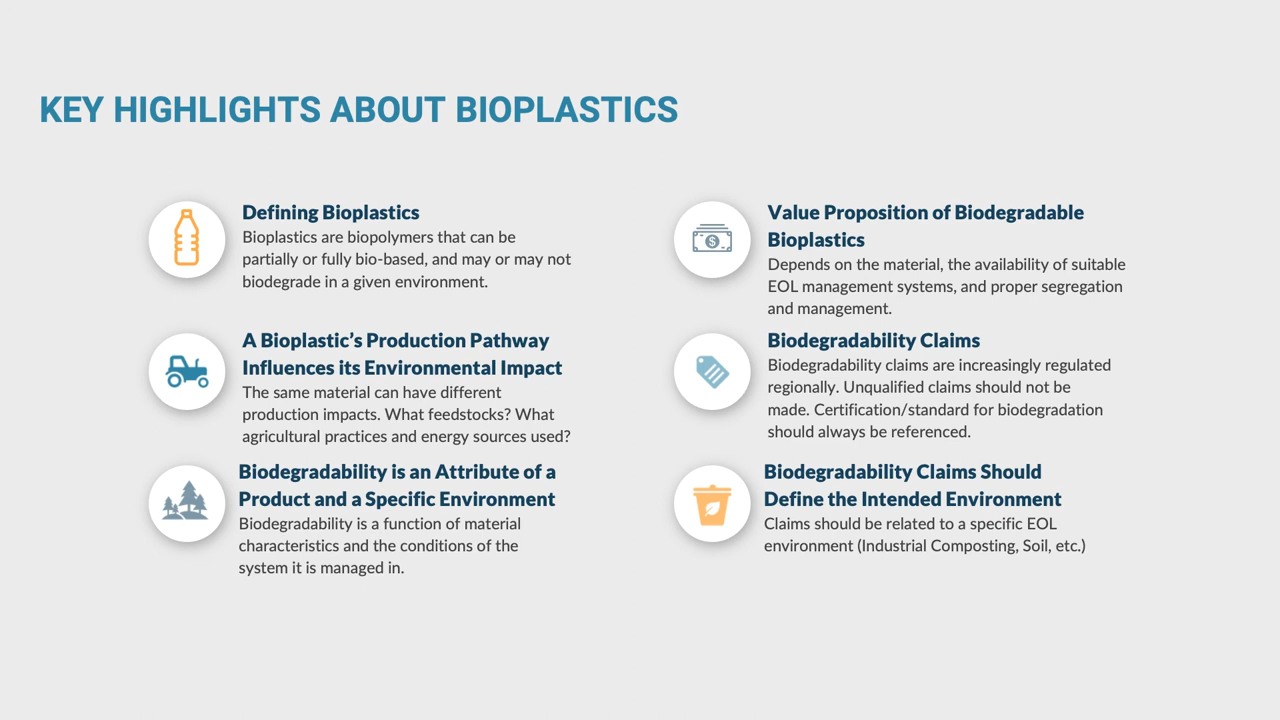 KEY HIGHLIGHTS ABOUT BIOPLASTICS
Defining Bioplastics
Bioplastics are biopolymers that can be
partially or fully bio-based, and may or may not
biodegrade in a given environment.
A Bioplastic’s Production Pathway
Influences its Environmental Impact
The same material can have different
production impacts. What feedstocks? What
agricultural practices and energy sources used?
Biodegradability is an Attribute of a
Product and a Specific Environment
Biodegradability is a function of material
characteristics and the conditions of the
system it is managed in.
Value Proposition of Biodegradable
Bioplastics
Depends on the material, the availability of suitable
EOL management systems, and proper segregation
and management.
Biodegradability Claims
Biodegradability claims are increasingly regulated
regionally. Unqualified claims should not be
made. Certification/standard for biodegradation
should always be referenced.
Biodegradability Claims Should
Define the Intended Environment
Claims should be related to a specific EOL
environment (Industrial Composting, Soil, etc.)